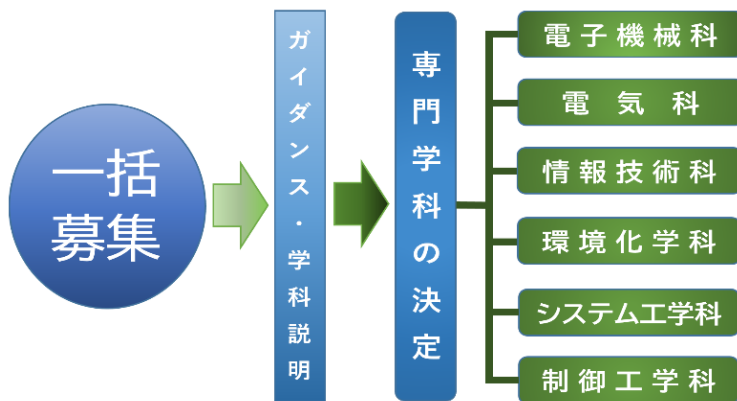 一括
募集
ガイダンス・学科説明
専門学科の決定
電子機械科
電気科
情報技術科
環境化学科
システム工学科
制御工学科